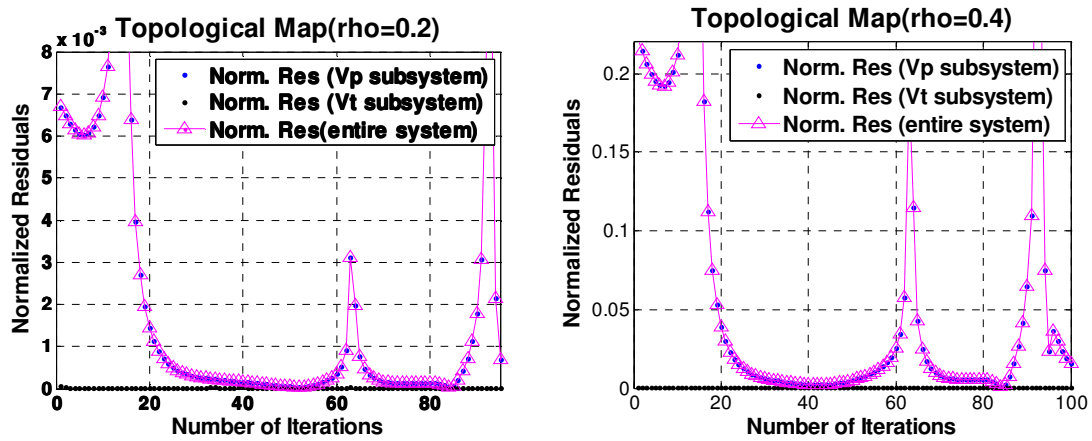 Topological Map(rho=0.2)
x 10⁻³
8
7
6
5
4
3
2
1
0
Normalized Residuals
Norm. Res (Vp subsystem)
Norm. Res (Vt subsystem)
Norm. Res(entire system)
0 20 40 60 80
Number of Iterations
Topological Map(rho=0.4)
0.2
0.15
0.1
0.05
0
Normalized Residuals
Norm. Res (Vp subsystem)
Norm. Res (Vt subsystem)
Norm. Res (entire system)
0 20 40 60 80 100
Number of Iterations